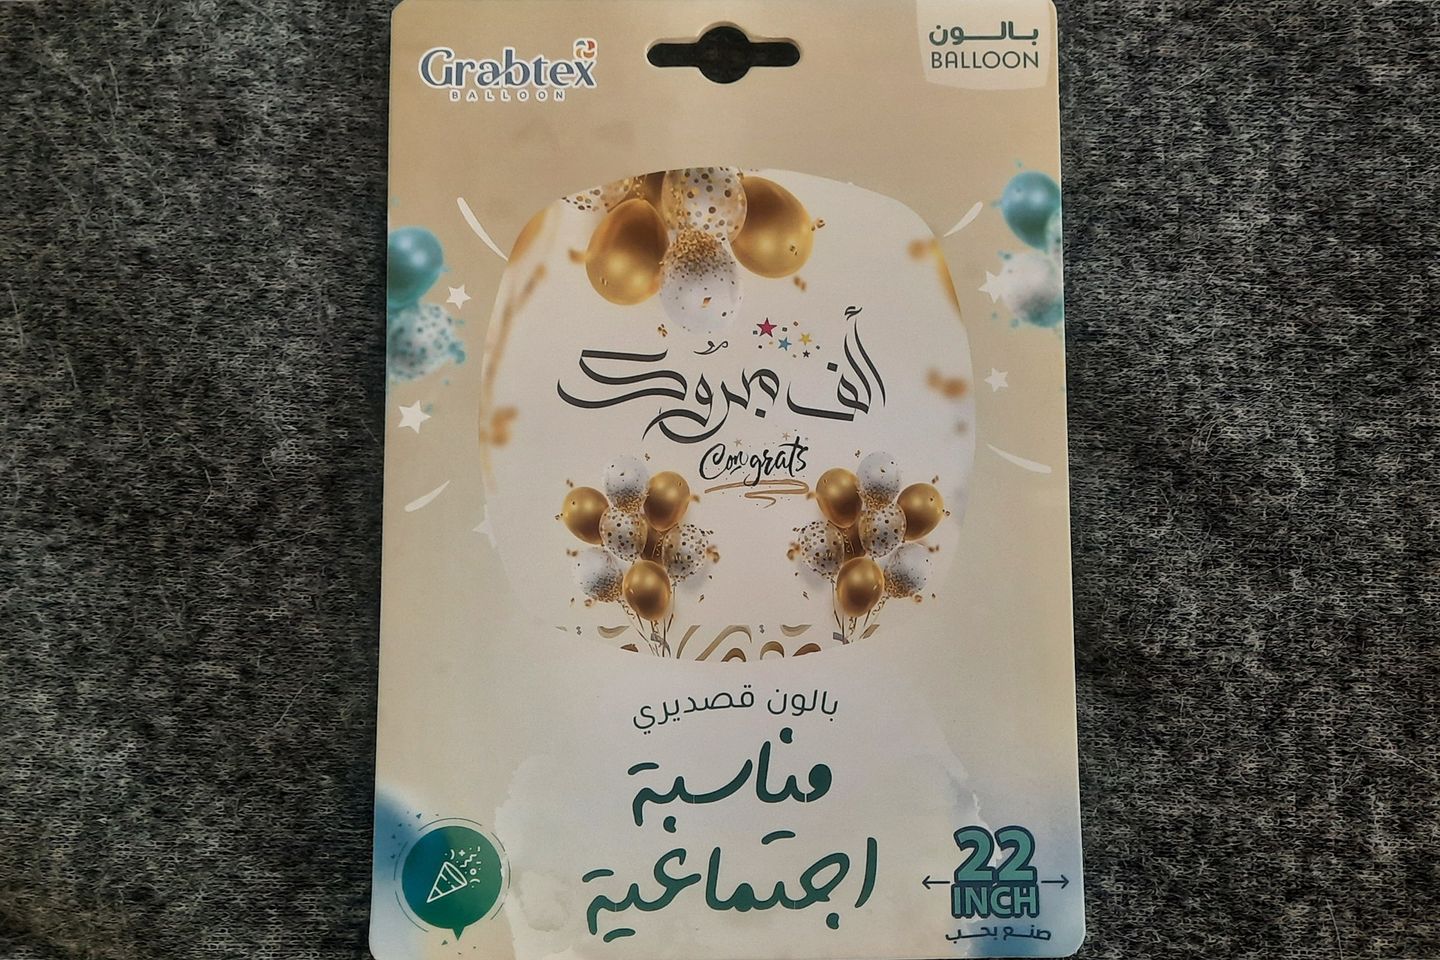 Grabtex
BALLOON
بالون
BALLOON
ألف مبروك
Congrats
بالون قصديري
مناسبة
اجتماعية
22
INCH
صنع بحب